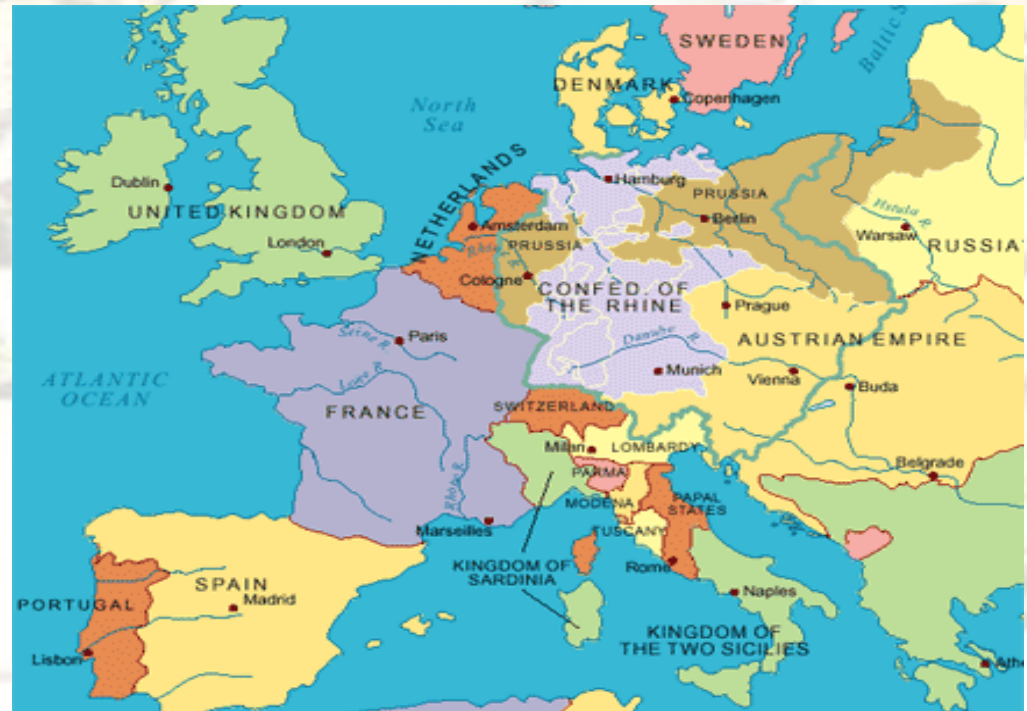 SWEDEN
Baltic S
DENMARK
Copenhagen
North
Sea
NETHERLANDS
Hamburg
PRUSSIA
Berlin
Dublin
UNITED KINGDOM
London
Amsterdam
PRUSSIA
Cologne
Warsaw
RUSSIA
CONFED. OF
THE RHINE
Prague
AUSTRIAN EMPIRE
Paris
Seine R.
Danube R.
Munich
Vienna
Buda
ATLANTIC
OCEAN
FRANCE
SWITZERLAND
Milan
LOMBARDY
PARMA
MODENA
PAPAL
STATES
TUSCANY
Belgrade
Rhone R.
Marseilles
KINGDOM OF
SARDINIA
Rome
Naples
KINGDOM OF
THE TWO SICILIES
SPAIN
Madrid
PORTUGAL
Lisbon
Athe